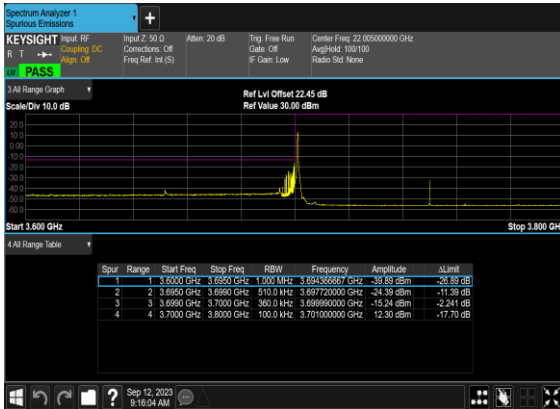 Spectrum Analyzer 1
Spurious Emissions
+
KEYSIGHT Input: RF Input Z: 50 Ω Atten: 20 dB Trig: Free Run Center Freq: 22.005000000 GHz
R T Coupling: DC Corrections: Off Gate: Off Avg|Hold: 100/100
Align: Off Freq Ref: Int (S) IF Gain: Low Radio Std: None
PASS
3 All Range Graph
Ref Lvl Offset 22.45 dB
Scale/Div 10.0 dB Ref Value 30.00 dBm
20.0
10.0
0.00
-10.0
-20.0
-30.0
-40.0
-50.0
-60.0
Start 3.600 GHz Stop 3.800 GH
4 All Range Table
Spur Range Start Freq Stop Freq RBW Frequency Amplitude ΔLimit
1 1 3.6000 GHz 3.6950 GHz 1.000 MHz 3.694366667 GHz -39.89 dBm -26.89 dB
2 2 3.6950 GHz 3.6990 GHz 510.0 kHz 3.697720000 GHz -24.39 dBm -11.39 dB
3 3 3.6990 GHz 3.7000 GHz 360.0 kHz 3.699990000 GHz -15.24 dBm -2.241 dB
4 4 3.7000 GHz 3.8000 GHz 100.0 kHz 3.701000000 GHz 12.30 dBm -17.70 dB
? Sep 12, 2023
9:16:04 AM